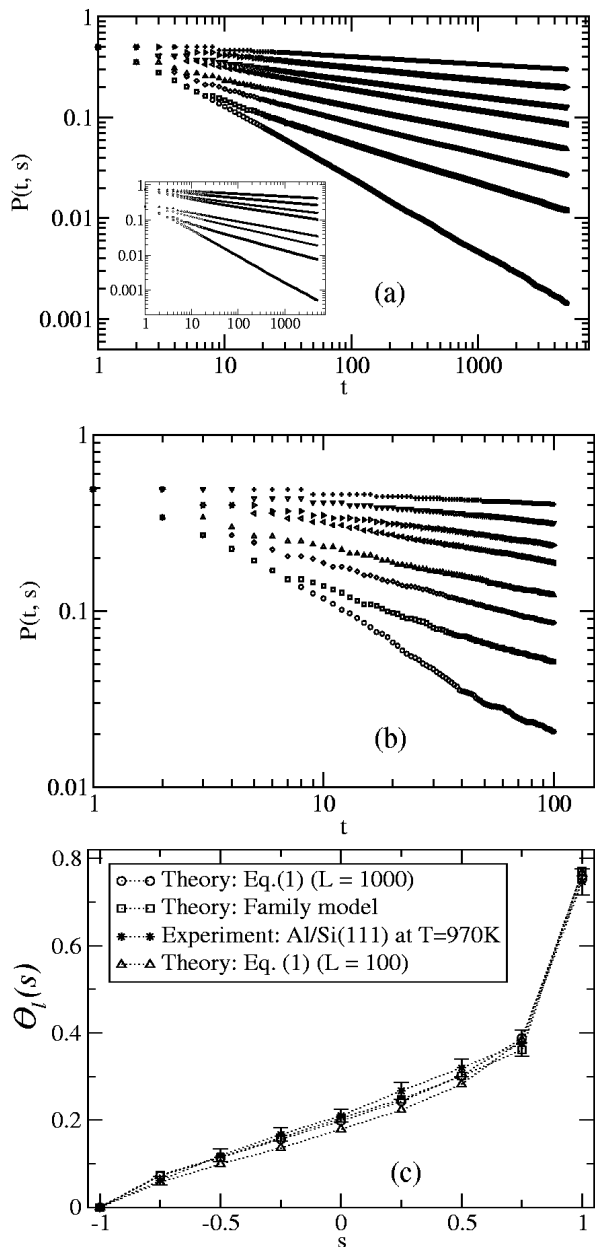 1
0.1
0.01
0.001
P(t, s)
1
0.1
0.01
0.001
1 10 100 1000
(a)
1 10 100 1000
t
1
0.1
0.01
P(t, s)
(b)
1 10 100
t
0.8
0.6
0.4
0.2
0
Θl(s)
Theory: Eq.(1) (L = 1000)
Theory: Family model
Experiment: Al/Si(111) at T=970K
Theory: Eq. (1) (L = 100)
(c)
-1 -0.5 0 0.5 1
s